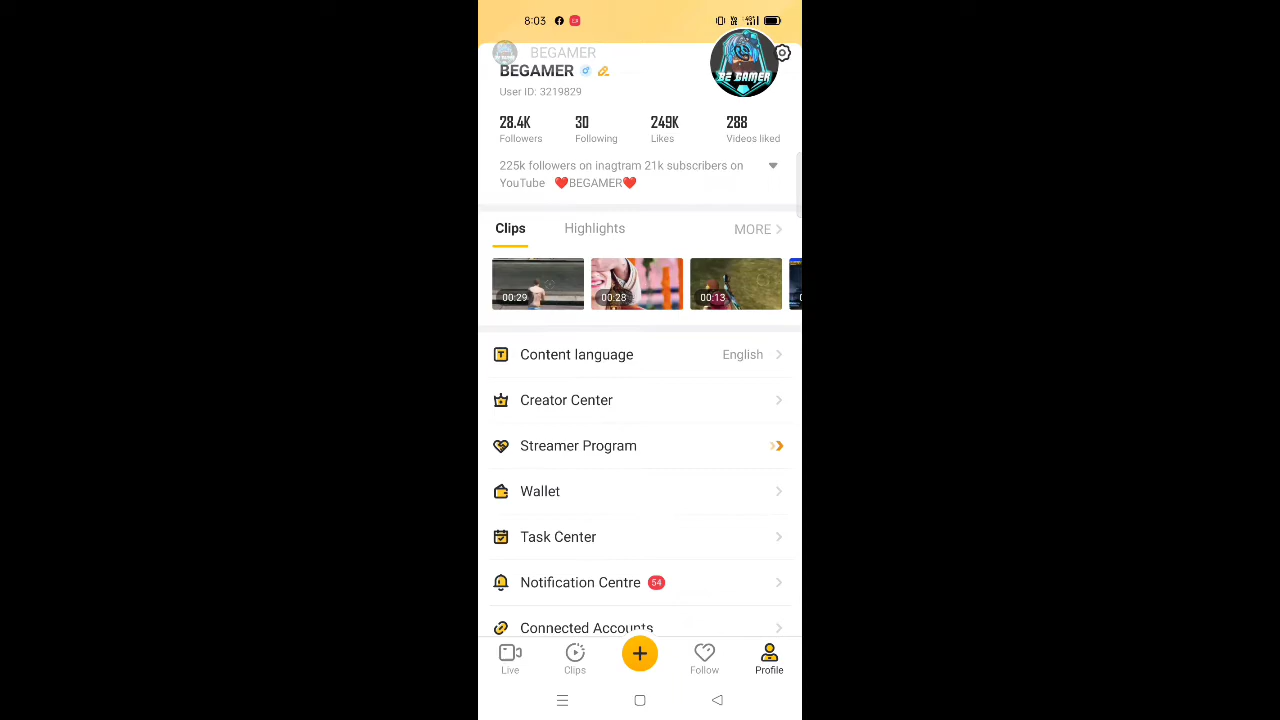 8:03
BEGAMER
BEGAMER
BE GAMER
User ID: 3219829
28.4K 30 249K 288
Followers Following Likes Videos liked
225k followers on inagtram 21k subscribers on
YouTube ❤️BEGAMER❤️
Clips Highlights MORE
00:29 00:28 00:13
Content language English
Creator Center
Streamer Program
Wallet
Task Center
Notification Centre 54
Connected Accounts
Live Clips Follow Profile